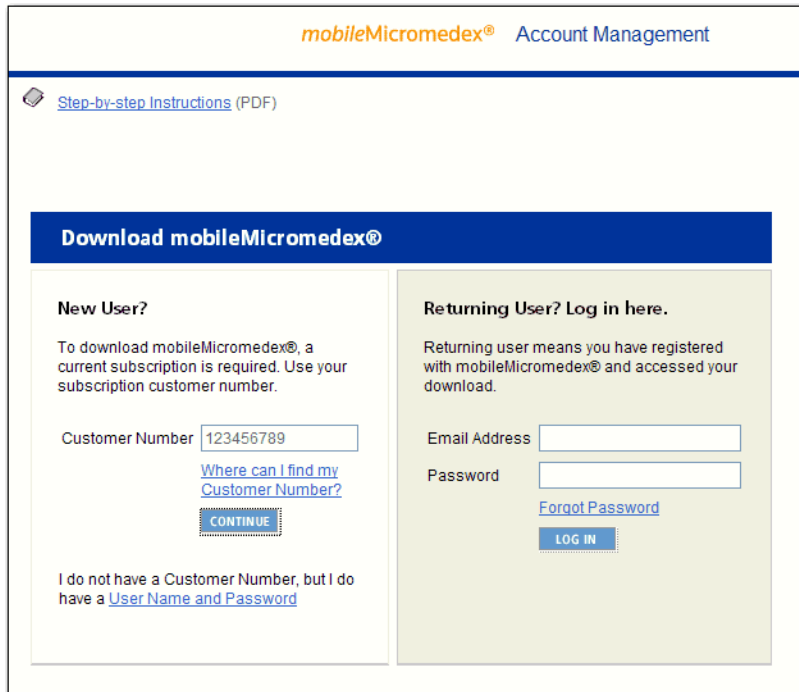 mobileMicromedex® Account Management
Step-by-step Instructions (PDF)
Download mobileMicromedex®
New User?
To download mobileMicromedex®, a
current subscription is required. Use your
subscription customer number.
Customer Number 123456789
Where can I find my
Customer Number?
CONTINUE
I do not have a Customer Number, but I do
have a User Name and Password
Returning User? Log in here.
Returning user means you have registered
with mobileMicromedex® and accessed your
download.
Email Address
Password
Forgot Password
LOG IN